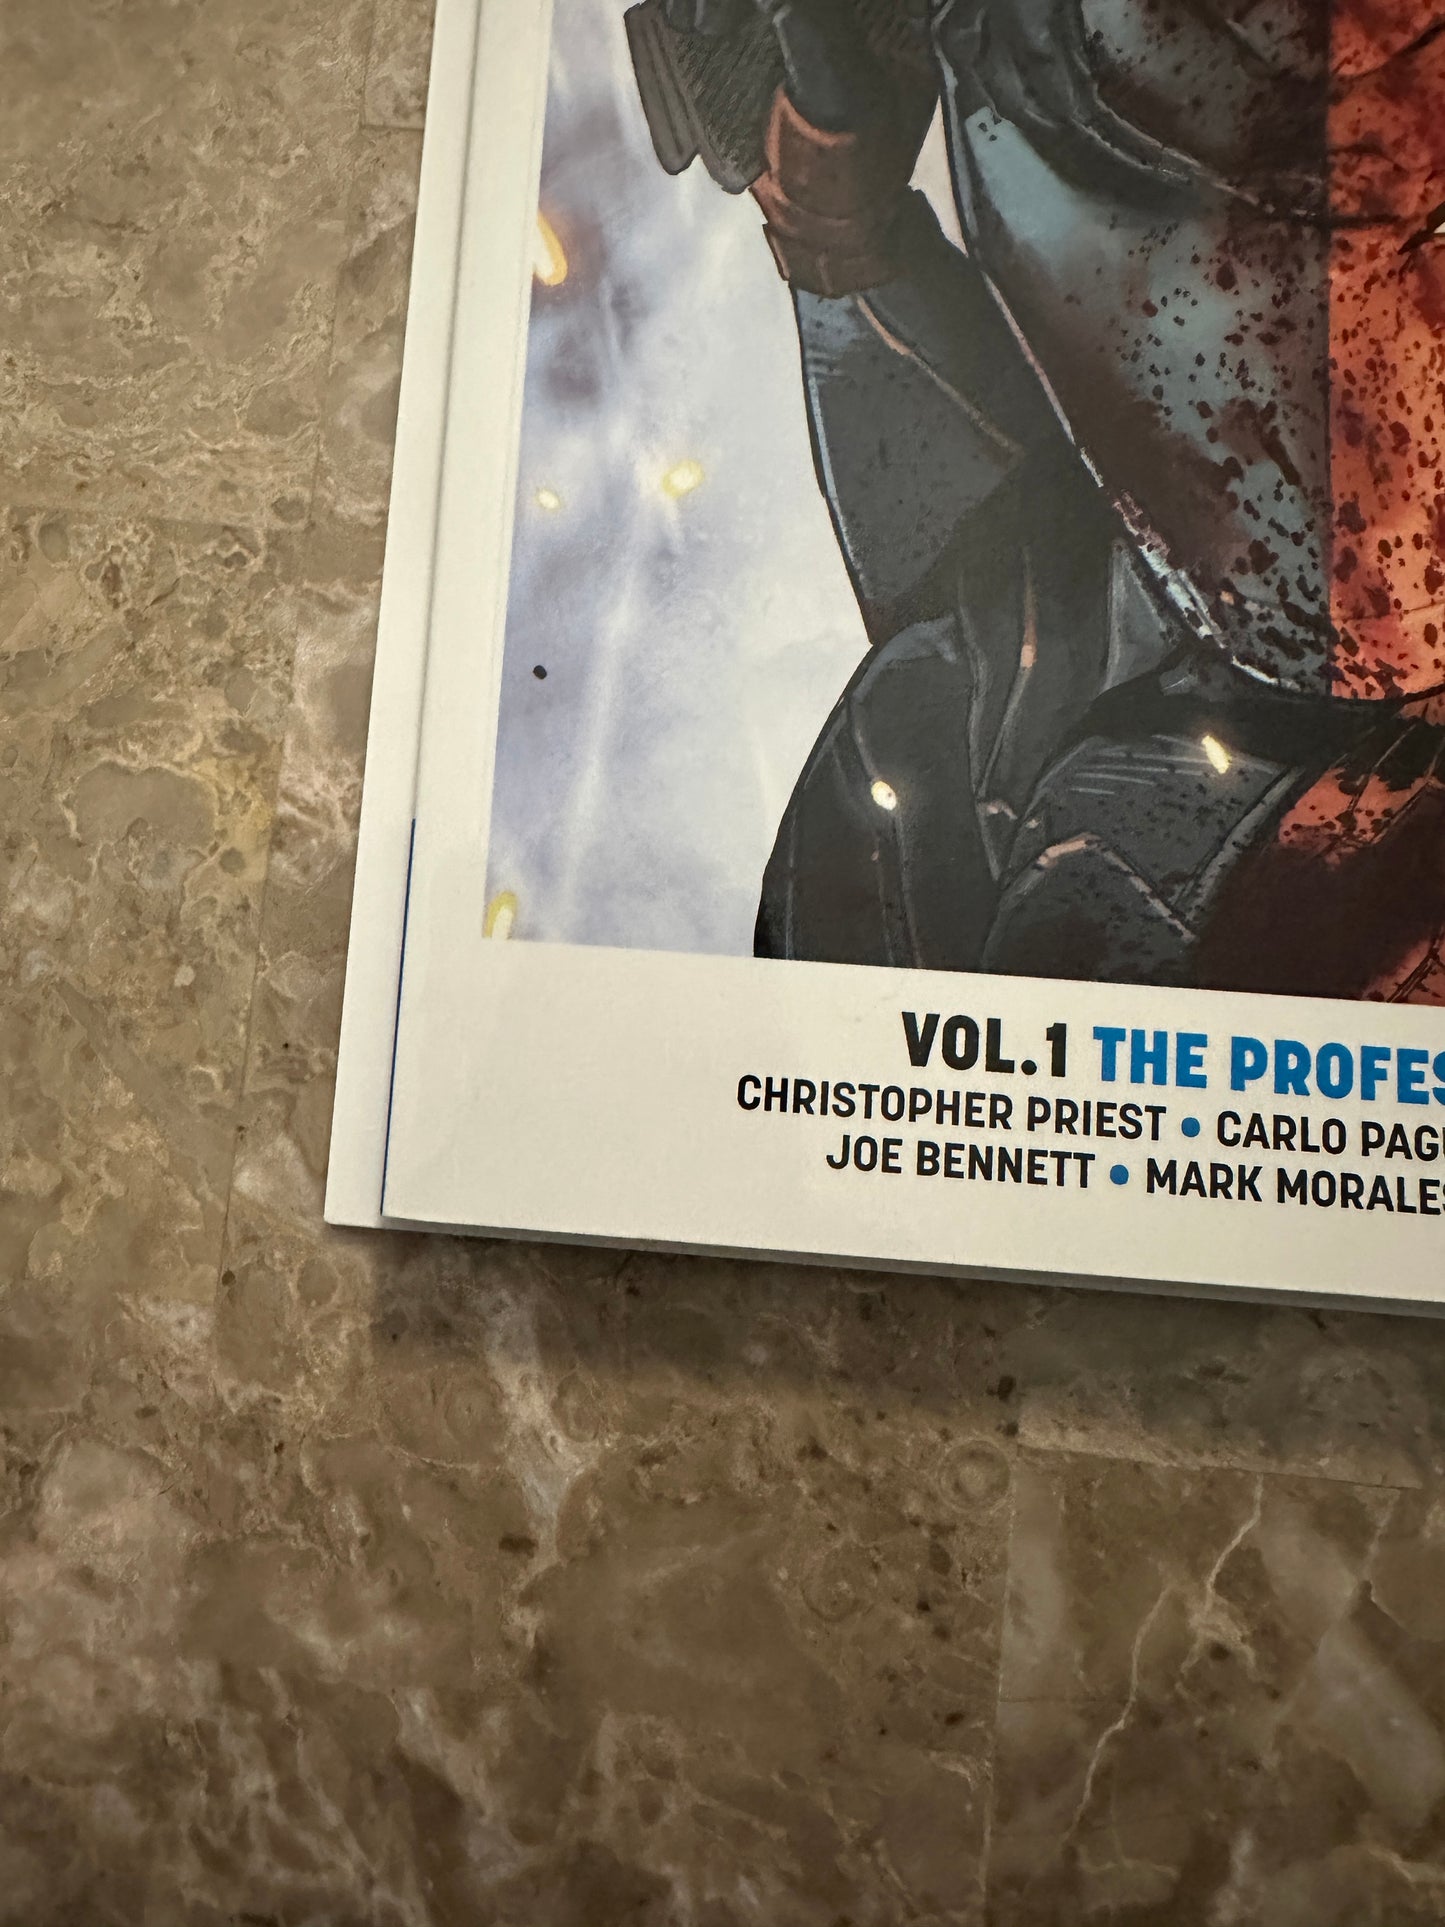 VOL.1 THE PROFES
CHRISTOPHER PRIEST • CARLO PAG
JOE BENNETT • MARK MORALES